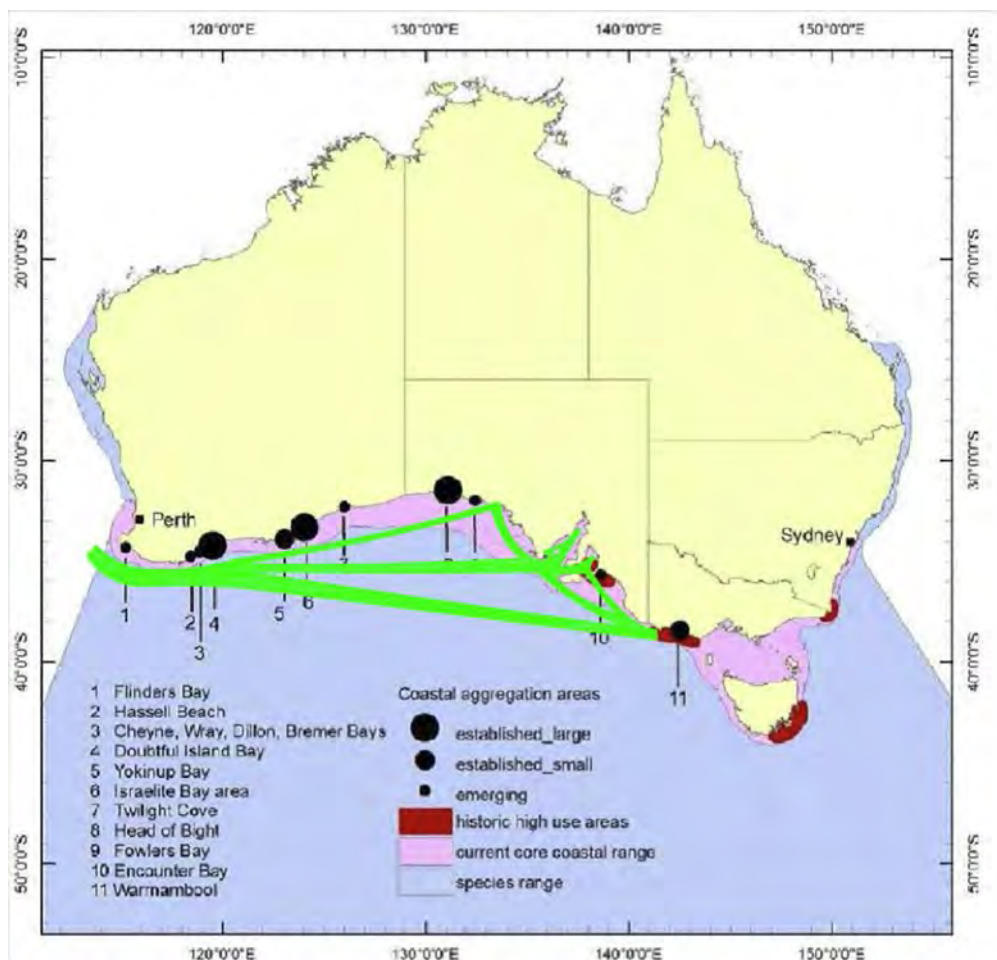 120°0'0"E 130°0'0"E 140°0'0"E 150°0'0"E
10°0'0"S 10°0'0"S
20°0'0"S 20°0'0"S
30°0'0"S 30°0'0"S
Perth
Sydney
1
2
3
4
5
6
7
10
11
40°0'0"S 40°0'0"S
1 Flinders Bay
2 Hassell Beach
3 Cheyne, Wray, Dillon, Bremer Bays
4 Doubtful Island Bay
5 Yokinup Bay
6 Israelite Bay area
7 Twilight Cove
8 Head of Bight
9 Fowlers Bay
10 Encounter Bay
11 Warrnambool
Coastal aggregation areas
established_large
established_small
emerging
historic high use areas
current core coastal range
species range
50°0'0"S 50°0'0"S
120°0'0"E 130°0'0"E 140°0'0"E 150°0'0"E